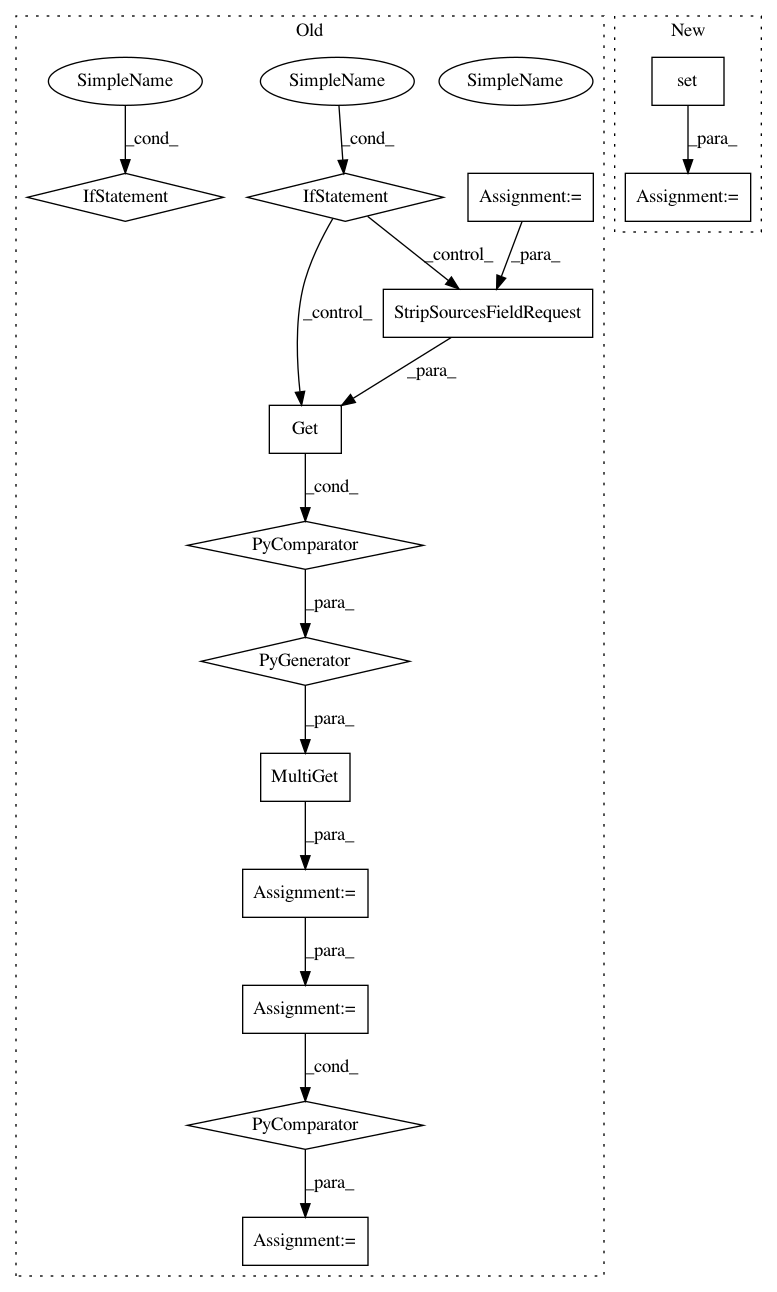 Old
New
SimpleName
SimpleName
SimpleName
set
_cond_
_cond_
_para_
IfStatement
IfStatement
Assignment:=
Assignment:=
_control_
_para_
_control_
StripSourcesFieldRequest
_para_
Get
_cond_
PyComparator
_para_
PyGenerator
_para_
MultiGet
_para_
Assignment:=
_para_
Assignment:=
_cond_
PyComparator
_para_
Assignment:=